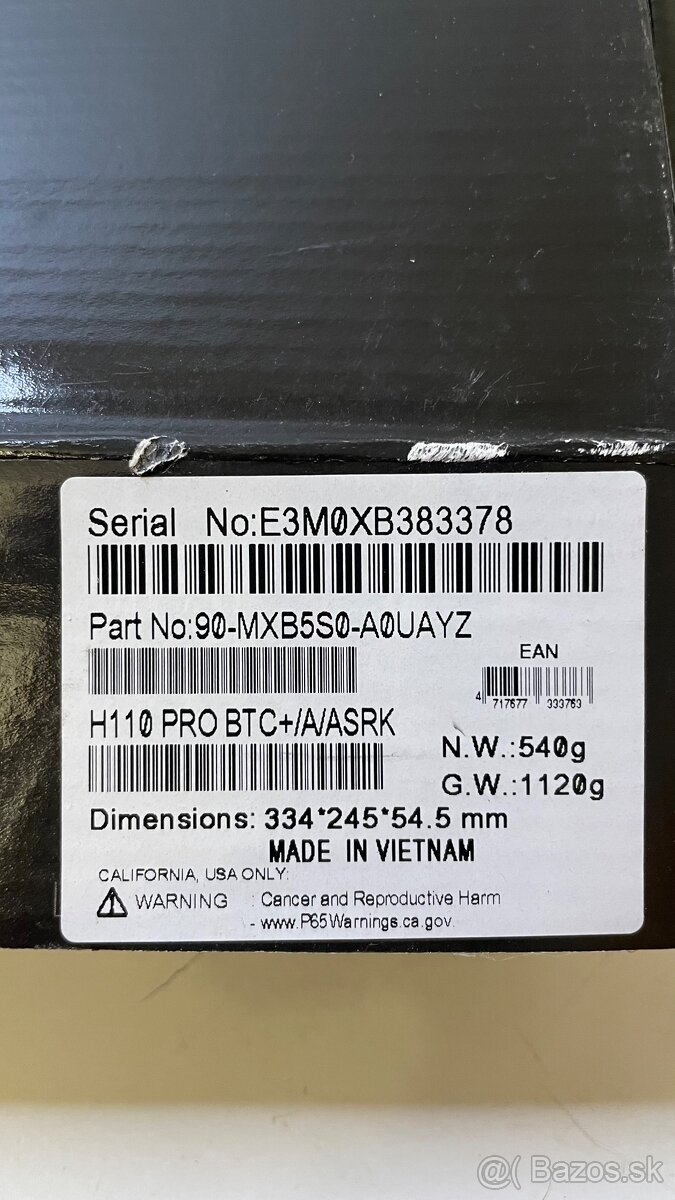 Serial No:E3M0XB383378
Part No:90-MXB5S0-A0UAYZ
EAN
4 717677 333763
H110 PRO BTC+/A/ASRK
N.W.:540g
G.W.:1120g
Dimensions: 334*245*54.5 mm
MADE IN VIETNAM
CALIFORNIA, USA ONLY:
WARNING : Cancer and Reproductive Harm
- www.P65Warnings.ca.gov.
@( Bazos.sk